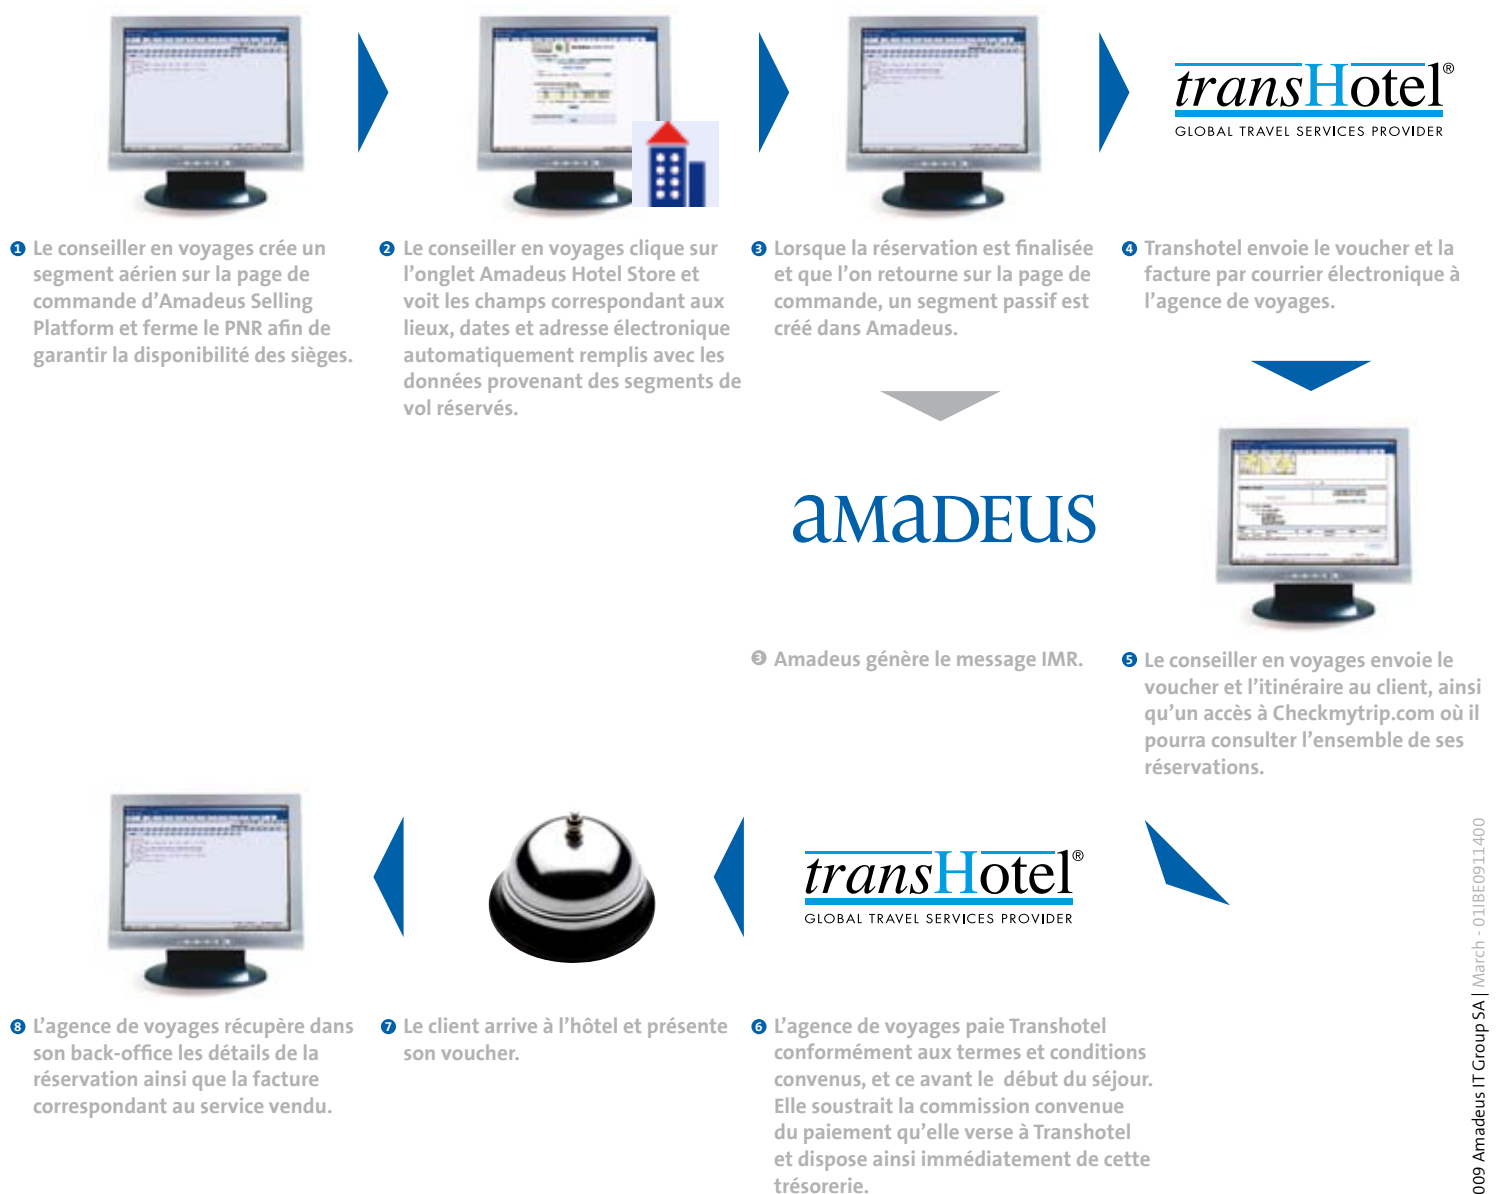 transHotel®
GLOBAL TRAVEL SERVICES PROVIDER
1 Le conseiller en voyages crée un
segment aérien sur la page de
commande d’Amadeus Selling
Platform et ferme le PNR afin de
garantir la disponibilité des sièges.
2 Le conseiller en voyages clique sur
l’onglet Amadeus Hotel Store et
voit les champs correspondant aux
lieux, dates et adresse électronique
automatiquement remplis avec les
données provenant des segments de
vol réservés.
3 Lorsque la réservation est finalisée
et que l’on retourne sur la page de
commande, un segment passif est
créé dans Amadeus.
4 Transhotel envoie le voucher et la
facture par courrier électronique à
l’agence de voyages.
aMaDEUS
3 Amadeus génère le message IMR.
5 Le conseiller en voyages envoie le
voucher et l’itinéraire au client, ainsi
qu’un accès à Checkmytrip.com où il
pourra consulter l’ensemble de ses
réservations.
transHotel®
GLOBAL TRAVEL SERVICES PROVIDER
6 L’agence de voyages paie Transhotel
conformément aux termes et conditions
convenus, et ce avant le début du séjour.
Elle soustrait la commission convenue
du paiement qu’elle verse à Transhotel
et dispose ainsi immédiatement de cette
trésorerie.
7 Le client arrive à l’hôtel et présente
son voucher.
8 L’agence de voyages récupère dans
son back-office les détails de la
réservation ainsi que la facture
correspondant au service vendu.
009 Amadeus IT Group SA | March - 01IBE0911400